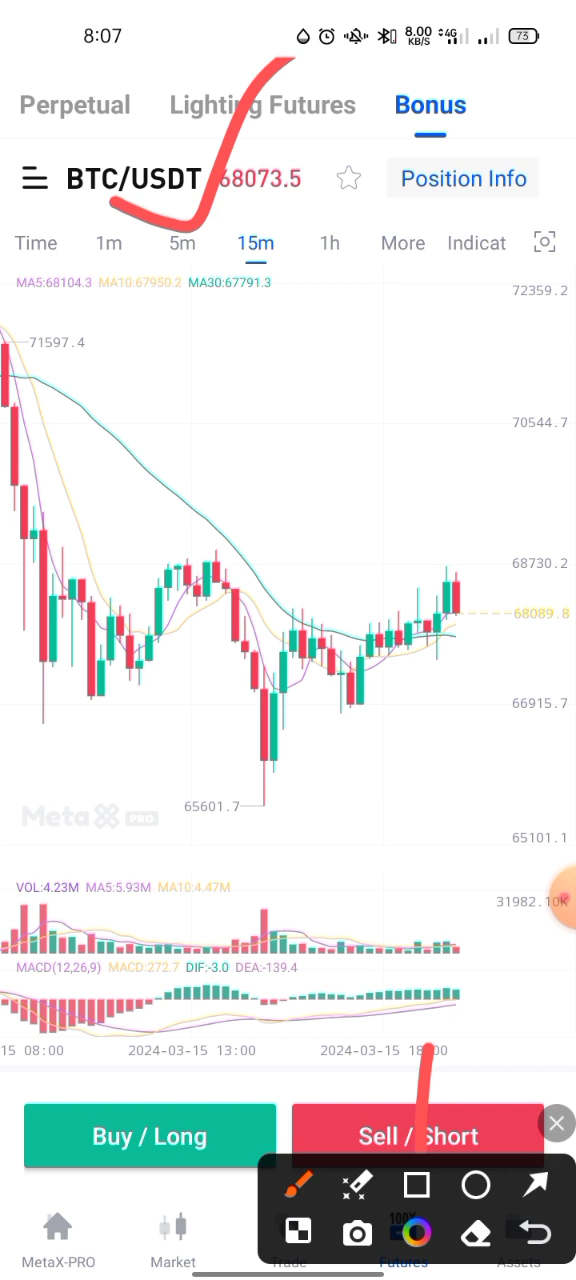 8:07
8.00 KB/S 4G 73
Perpetual Lighting Futures Bonus
BTC/USDT 68073.5 Position Info
Time 1m 5m 15m 1h More Indicat
MA5:68104.3 MA10:67950.2 MA30:67791.3
72359.2
71597.4
70544.7
68730.2
68089.8
66915.7
MetaX PRO
65601.7
65101.1
VOL:4.23M MA5:5.93M MA10:4.47M
31982.10K
MACD(12,26,9) MACD:272.7 DIF:-3.0 DEA:-139.4
15 08:00 2024-03-15 13:00 2024-03-15 18:00
Buy / Long Sell / Short
100X
MetaX-PRO Market Trade Futures Assets